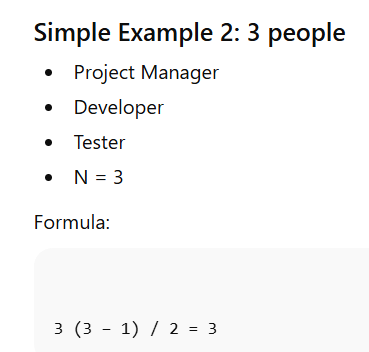 Simple Example 2: 3 people
• Project Manager
• Developer
• Tester
• N = 3
Formula:
3 (3 - 1) / 2 = 3